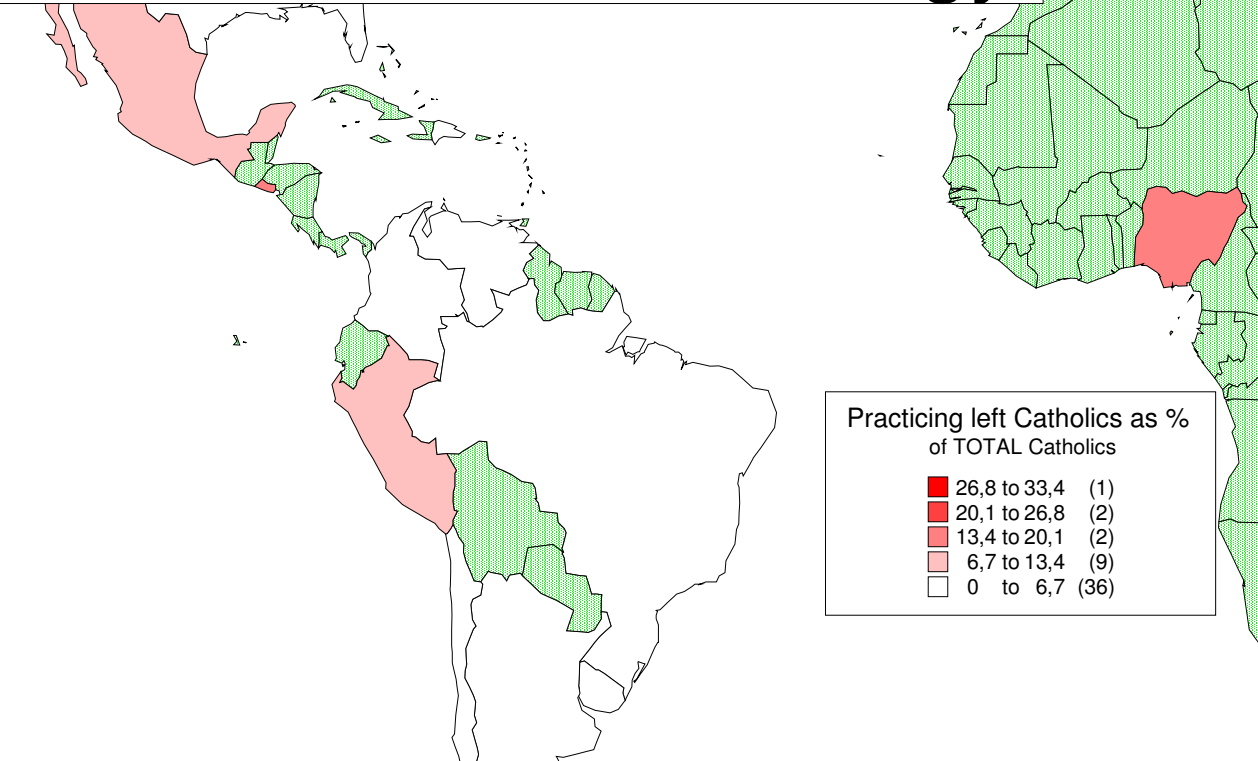 Practicing left Catholics as %
of TOTAL Catholics
26,8 to 33,4 (1)
20,1 to 26,8 (2)
13,4 to 20,1 (2)
6,7 to 13,4 (9)
0 to 6,7 (36)